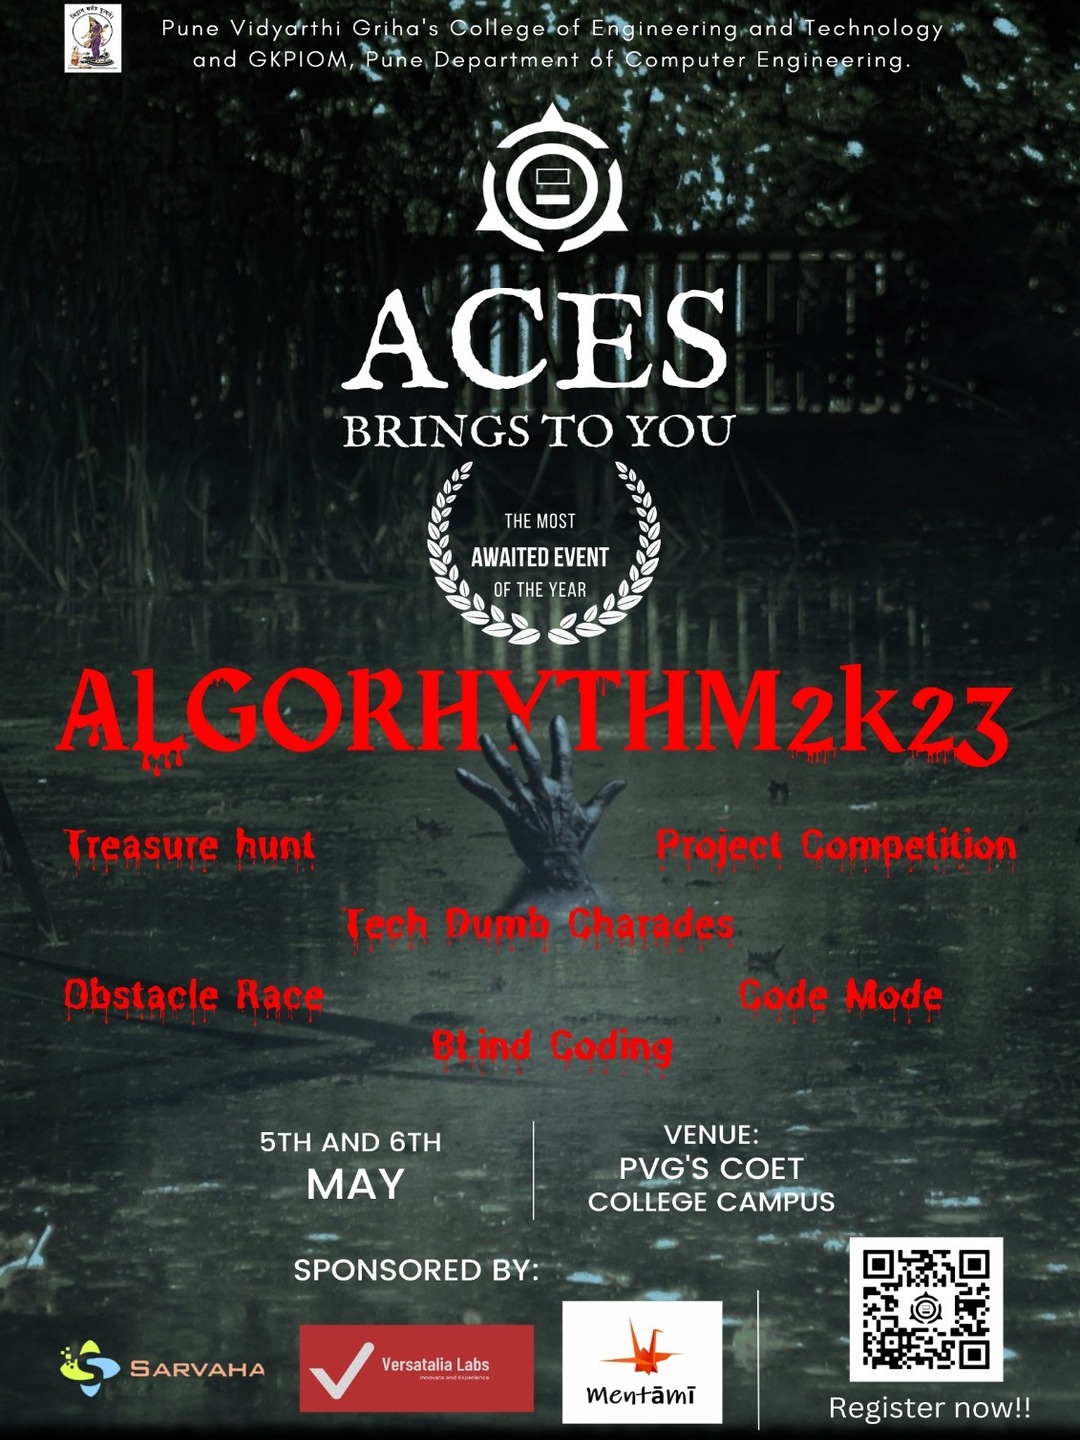 Pune Vidyarthi Griha's College of Engineering and Technology
and GKPIOM, Pune Department of Computer Engineering.
ACES
BRINGS TO YOU
THE MOST
AWAITED EVENT
OF THE YEAR
ALGORHYTHM2k23
Treasure hunt
Project Competition
Tech Dumb Charades
Obstacle Race
Code Mode
BLind Coding
5TH AND 6TH
MAY
VENUE:
PVG'S COET
COLLEGE CAMPUS
SPONSORED BY:
SARVAHA
Versatalia Labs
Innovate and Experience
mentāmī
Register now!!